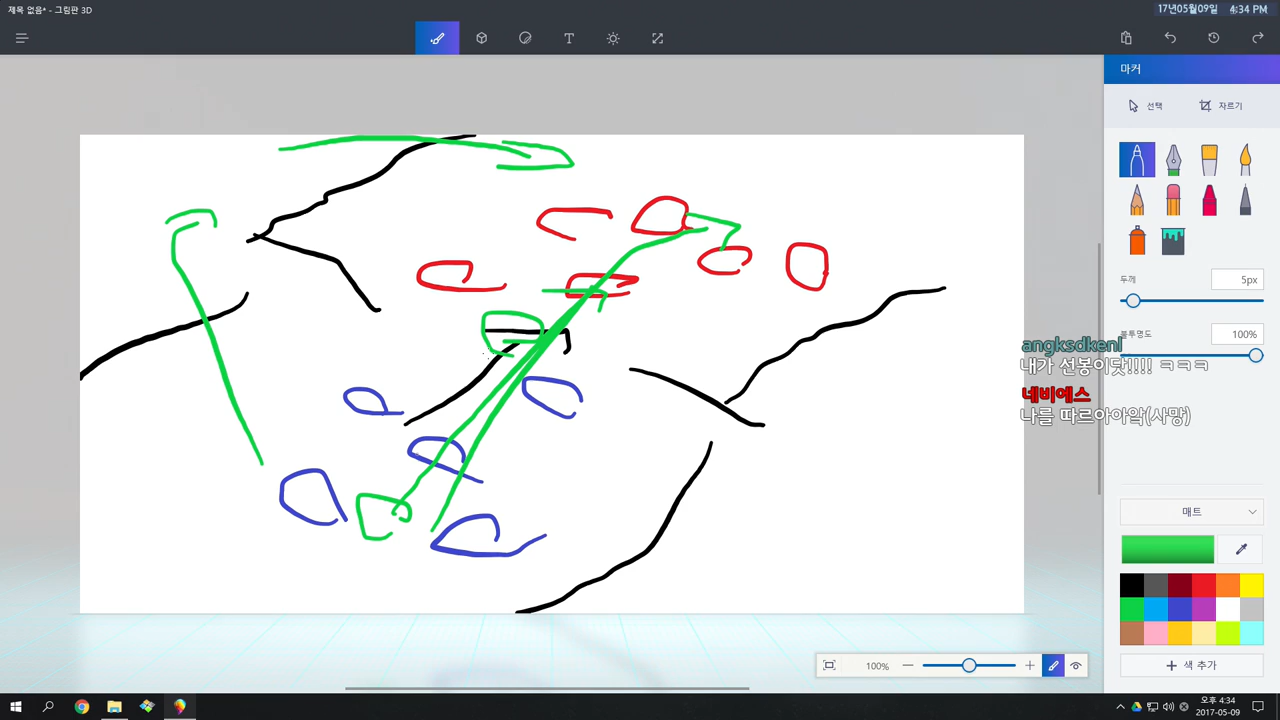 제목 없음* - 그림판 3D
17년05월09일 4:34 PM
마커
선택
자르기
두께
5px
불투명도
100%
angksdkenl
내가 선봉이닷!!!! ㅋㅋㅋ
네비에스
나를 따르아아악(사망)
매트
색 추가
100%
오후 4:34
2017-05-09